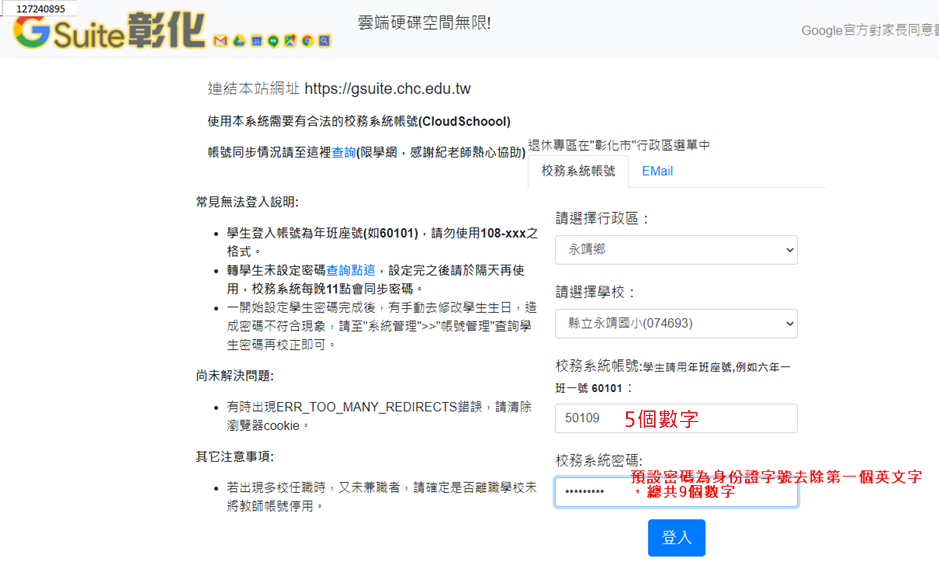 127240895
G Suite彰化
雲端硬碟空間無限!
Google官方對家長同意
連結本站網址 https://gsuite.chc.edu.tw
使用本系統需要有合法的校務系統帳號(CloudSchoool)
帳號同步情況請至這裡查詢(限學網，感謝紀老師熱心協助)
退休專區在"彰化市"行政區選單中
校務系統帳號
EMail
常見無法登入說明:
學生登入帳號為年班座號(如60101)，請勿使用108-xxx之
格式。
轉學生未設定密碼查詢點這，設定完之後請於隔天再使
用，校務系統每晚11點會同步密碼。
一開始設定學生密碼完成後，有手動去修改學生生日，造
成密碼不符合現象，請至"系統管理">>"帳號管理"查詢學
生密碼再校正即可。
尚未解決問題:
有時出現ERR_TOO_MANY_REDIRECTS錯誤，請清除
瀏覽器cookie。
其它注意事項:
若出現多校任職時，又未兼職者，請確定是否離職學校未
將教師帳號停用。
請選擇行政區：
永靖鄉
請選擇學校：
縣立永靖國小(074693)
校務系統帳號:學生請用年班座號,例如六年一
班一號 60101：
50109
5個數字
校務系統密碼:
預設密碼為身份證字號去除第一個英文字
，總共9個數字
•••••••••
登入